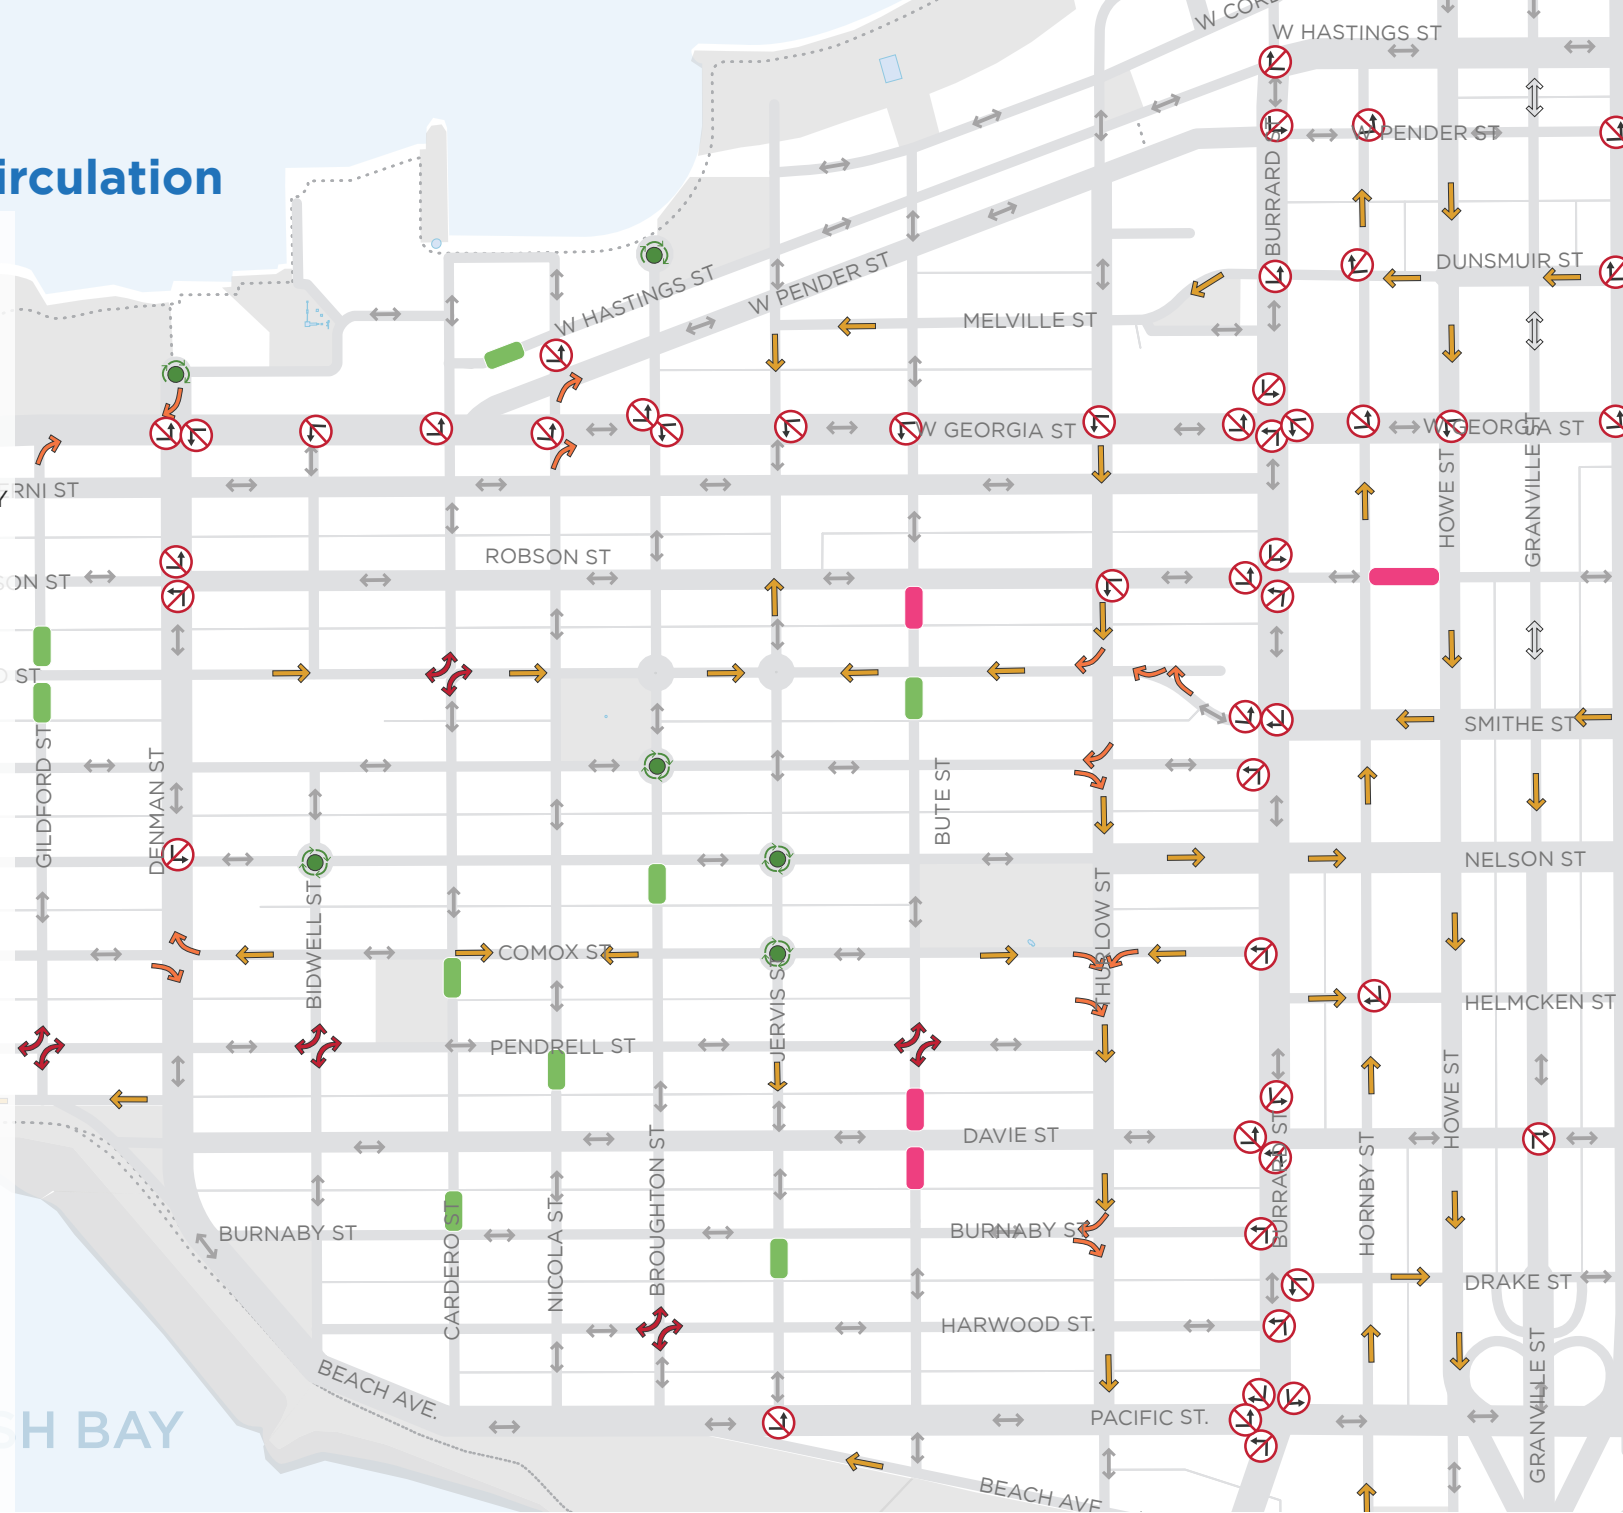 W HASTINGS ST
W PENDER ST
irculation
BURRARD ST
DUNSMUIR ST
W HASTINGS ST
W PENDER ST
MELVILLE ST
W GEORGIA ST
W GEORGIA ST
RNI ST
HOWE ST
GRANVILLE ST
ROBSON ST
ON ST
ST
SMITHE ST
GILDFORD ST
DENMAN ST
BUTE ST
NELSON ST
BIDWELL ST
COMOX ST
THURLOW ST
JERVIS ST
HELMCKEN ST
PENDRELL ST
HOWE ST
DAVIE ST
BURRARD ST
HORNBY ST
BROUGHTON ST
BURNABY ST
CARDERO ST
NICOLA ST
BURNABY ST
DRAKE ST
HARWOOD ST.
GRANVILLE ST
BEACH AVE.
PACIFIC ST.
SH BAY
BEACH AVE